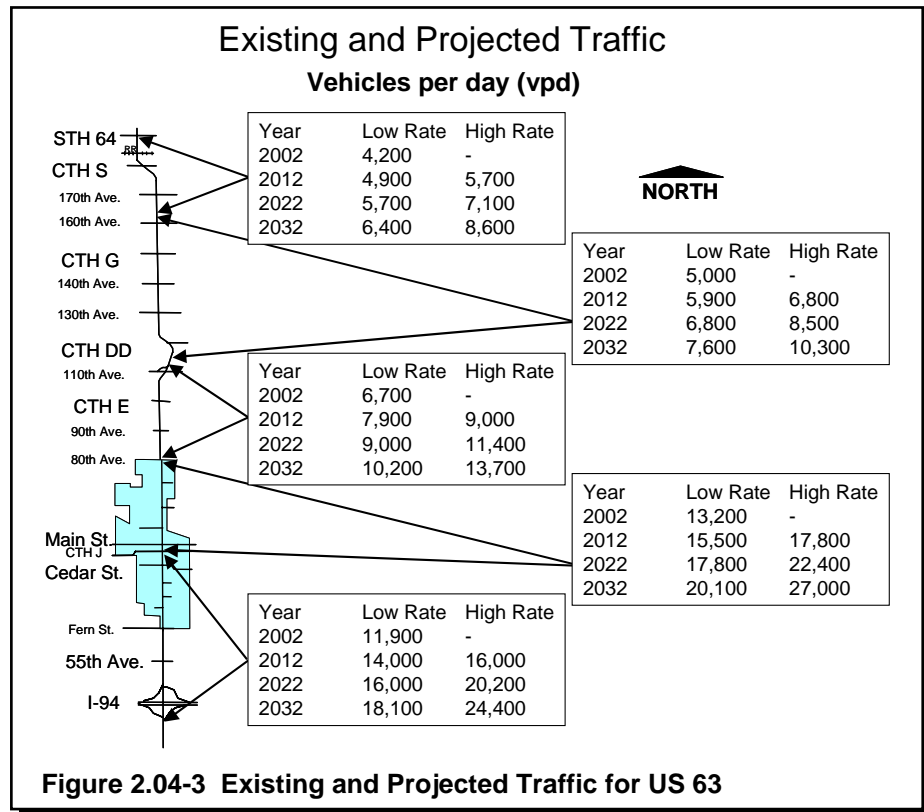 Existing and Projected Traffic
Vehicles per day (vpd)
STH 64
RR
CTH S
170th Ave.
160th Ave.
CTH G
140th Ave.
130th Ave.
CTH DD
110th Ave.
CTH E
90th Ave.
80th Ave.
Main St.
CTH J
Cedar St.
Fern St.
55th Ave.
I-94
Year Low Rate High Rate
2002 4,200 -
2012 4,900 5,700
2022 5,700 7,100
2032 6,400 8,600
NORTH
Year Low Rate High Rate
2002 5,000 -
2012 5,900 6,800
2022 6,800 8,500
2032 7,600 10,300
Year Low Rate High Rate
2002 6,700 -
2012 7,900 9,000
2022 9,000 11,400
2032 10,200 13,700
Year Low Rate High Rate
2002 13,200 -
2012 15,500 17,800
2022 17,800 22,400
2032 20,100 27,000
Year Low Rate High Rate
2002 11,900 -
2012 14,000 16,000
2022 16,000 20,200
2032 18,100 24,400
Figure 2.04-3 Existing and Projected Traffic for US 63